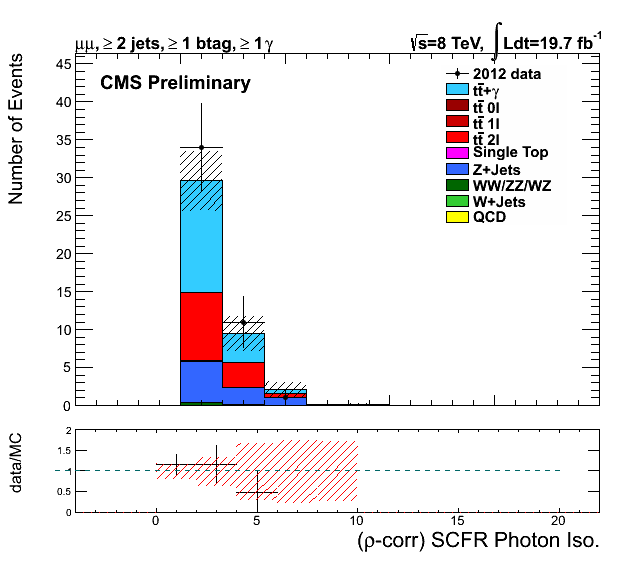 μμ, ≥ 2 jets, ≥ 1 btag, ≥ 1 γ
√s=8 TeV, ∫Ldt=19.7 fb⁻¹
CMS Preliminary
Number of Events
45
40
35
30
25
20
15
10
5
0
2012 data
tt̄+γ
tt̄ 0l
tt̄ 1l
tt̄ 2l
Single Top
Z+Jets
WW/ZZ/WZ
W+Jets
QCD
data/MC
2
1.5
1
0.5
0
0 5 10 15 20
(ρ-corr) SCFR Photon Iso.